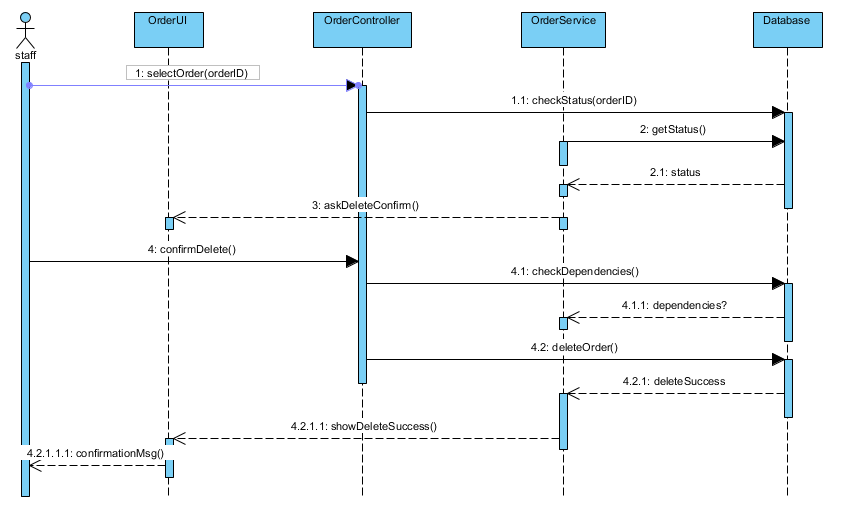 OrderUI
OrderController
OrderService
Database
staff
1: selectOrder(orderID)
1.1: checkStatus(orderID)
2: getStatus()
2.1: status
3: askDeleteConfirm()
4: confirmDelete()
4.1: checkDependencies()
4.1.1: dependencies?
4.2: deleteOrder()
4.2.1: deleteSuccess
4.2.1.1: showDeleteSuccess()
4.2.1.1.1: confirmationMsg()